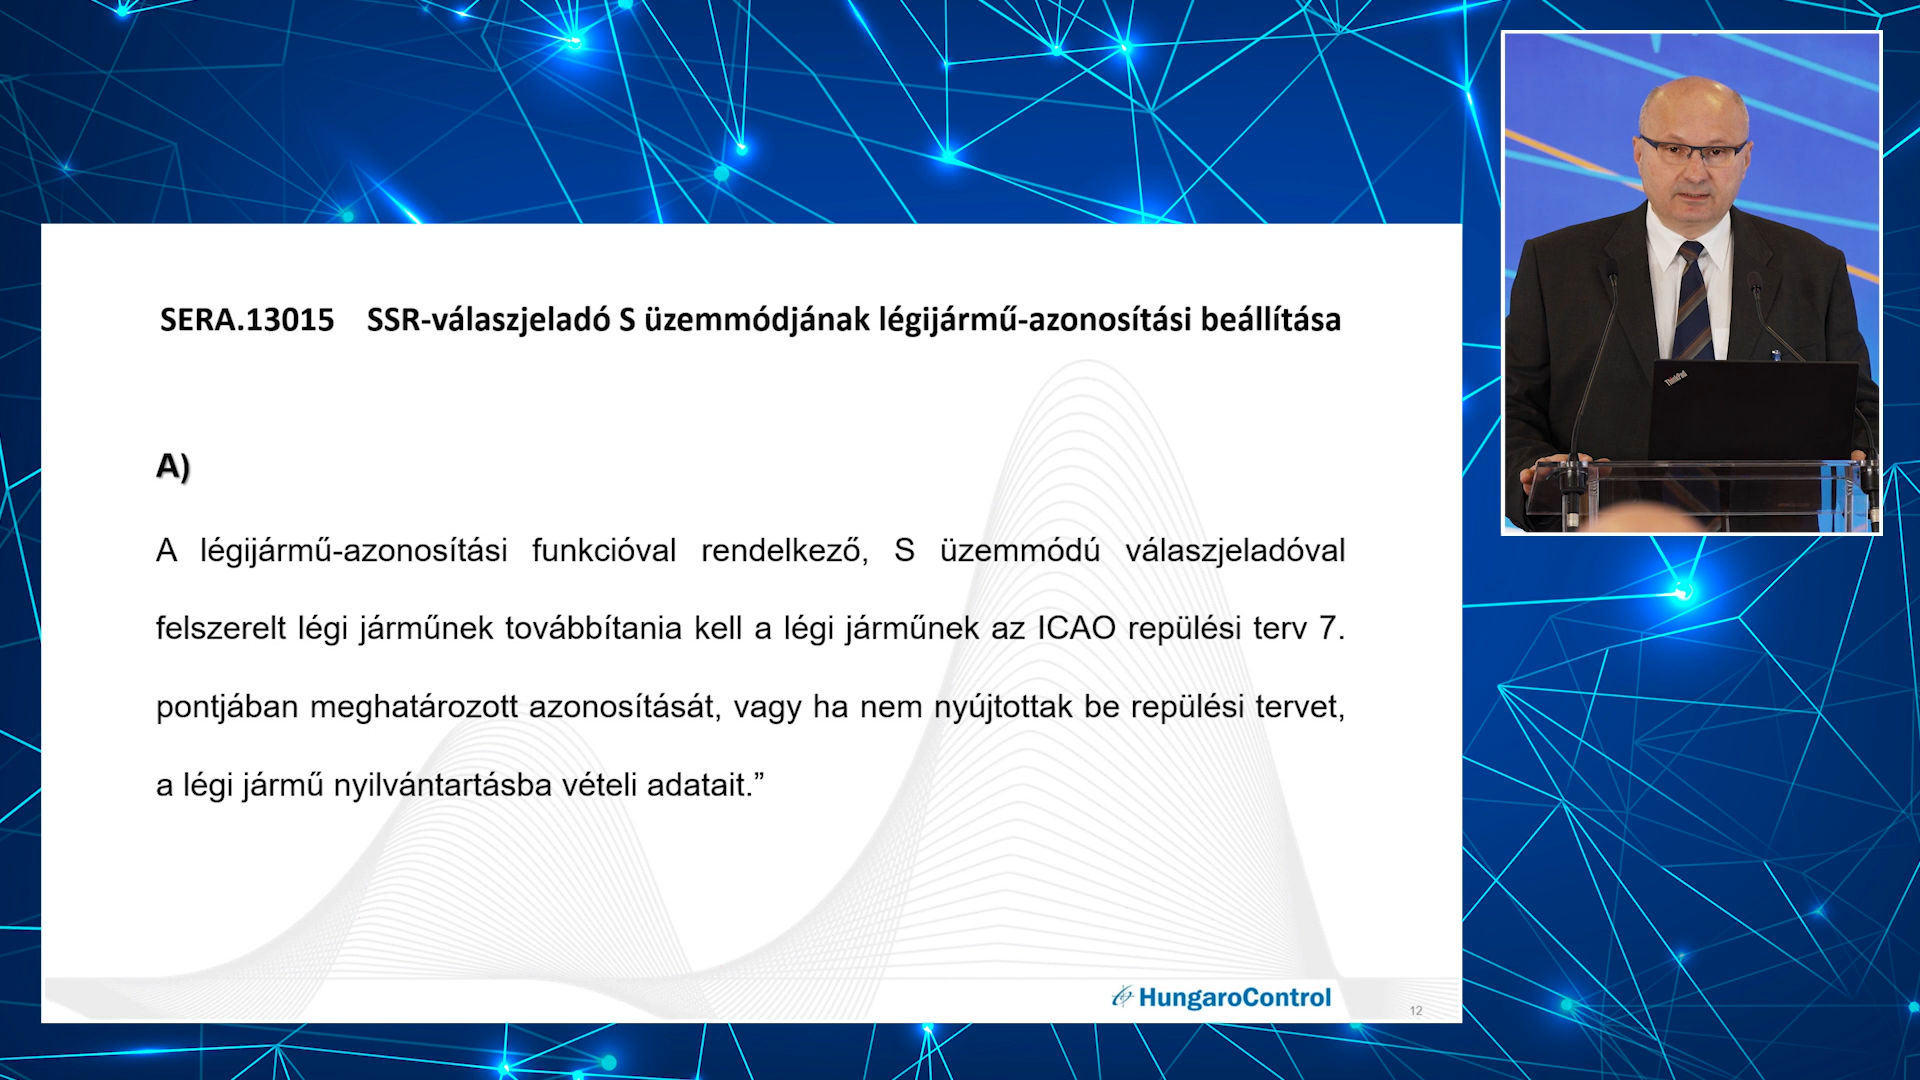 SERA.13015 SSR-válaszjeladó S üzemmódjának légijármű-azonosítási beállítása
A)
A légijármű-azonosítási funkcióval rendelkező, S üzemmódú válaszjeladóval
felszerelt légi járműnek továbbítania kell a légi járműnek az ICAO repülési terv 7.
pontjában meghatározott azonosítását, vagy ha nem nyújtottak be repülési tervet,
a légi jármű nyilvántartásba vételi adatait.”
HungaroControl
12
ThinkPad